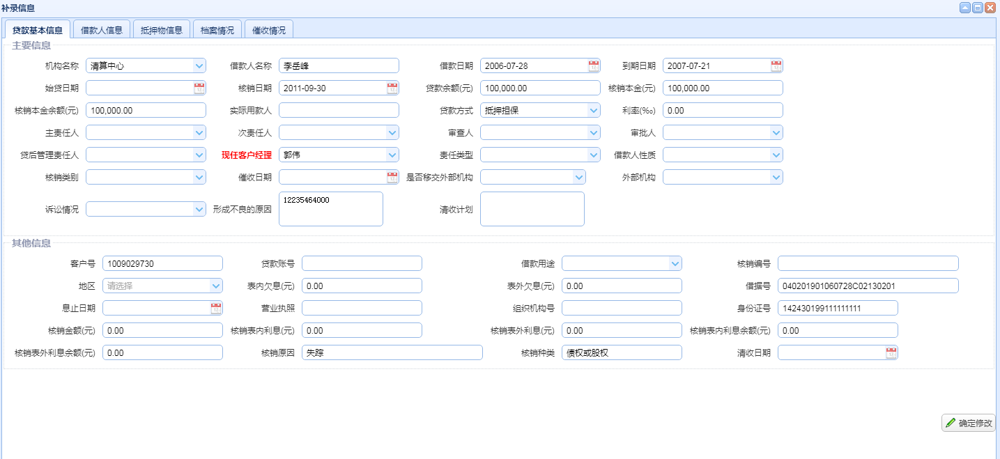 补录信息
贷款基本信息 借款人信息 抵押物信息 档案情况 催收情况
主要信息
机构名称 清算中心 借款人名称 李岳峰 借款日期 2006-07-28 到期日期 2007-07-21
始贷日期 核销日期 2011-09-30 贷款余额(元) 100,000.00 核销本金(元) 100,000.00
核销本金余额(元) 100,000.00 实际用款人 贷款方式 抵押担保 利率(‰) 0.00
主责任人 次责任人 审查人 审批人
贷后管理责任人 现任客户经理 郭伟 责任类型 借款人性质
核销类别 催收日期 是否移交外部机构 外部机构
诉讼情况 形成不良的原因 12235464000 清收计划
其他信息
客户号 1009029730 贷款账号 借款用途 核销编号
地区 请选择 表内欠息(元) 0.00 表外欠息(元) 0.00 借据号 040201901060728C02130201
息止日期 营业执照 组织机构号 身份证号 142430199111111111
核销金额(元) 0.00 核销表内利息(元) 0.00 核销表外利息(元) 0.00 核销表内利息余额(元) 0.00
核销表外利息余额(元) 0.00 核销原因 失踪 核销种类 债权或股权 清收日期
确定修改